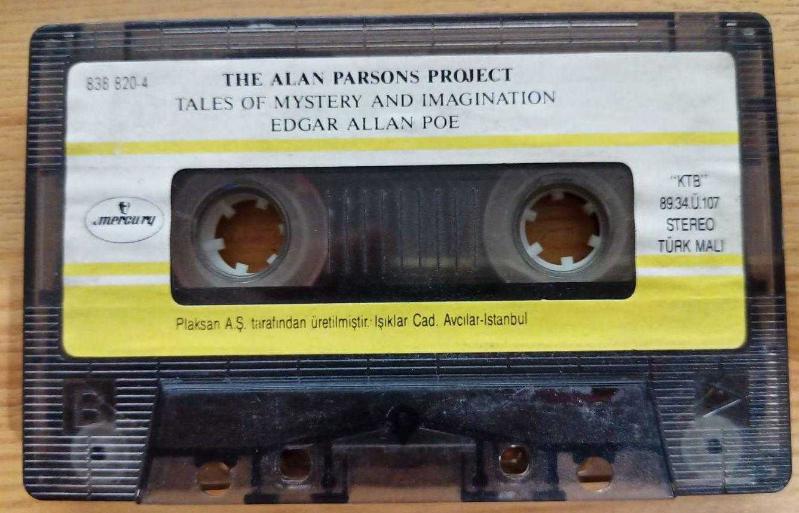 838 820-4
THE ALAN PARSONS PROJECT
TALES OF MYSTERY AND IMAGINATION
EDGAR ALLAN POE
mercury
"KTB"
89.34.Ü.107
STEREO
TÜRK MALI
Plaksan A.Ş. tarafından üretilmiştir. Işıklar Cad. Avcılar-İstanbul
B